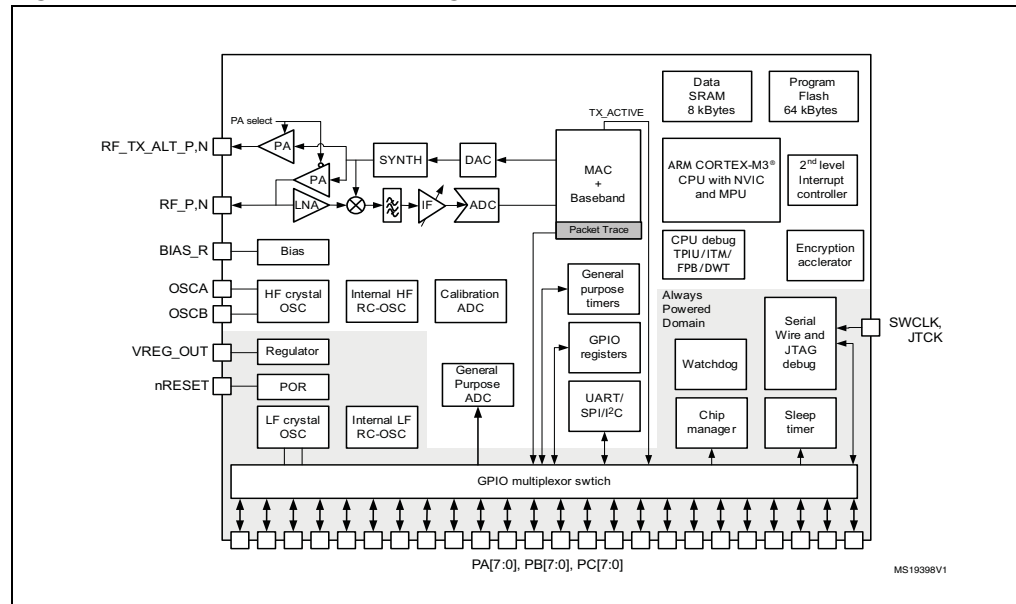 Data
SRAM
8 kBytes
Program
Flash
64 kBytes
PA select
TX_ACTIVE
RF_TX_ALT_P,N
PA
SYNTH
DAC
MAC
+
Baseband
ARM CORTEX-M3®
CPU with NVIC
and MPU
2nd level
Interrupt
controller
PA
RF_P,N
LNA
IF
ADC
Packet Trace
BIAS_R
Bias
CPU debug
TPIU/ITM/
FPB/DWT
Encryption
acclerator
OSCA
OSCB
HF crystal
OSC
Internal HF
RC-OSC
Calibration
ADC
General
purpose
timers
Always
Powered
Domain
Serial
Wire and
JTAG
debug
SWCLK,
JTCK
VREG_OUT
Regulator
GPIO
registers
Watchdog
nRESET
POR
General
Purpose
ADC
UART/
SPI/I2C
LF crystal
OSC
Internal LF
RC-OSC
Chip
manager
Sleep
timer
GPIO multiplexor swtich
PA[7:0], PB[7:0], PC[7:0]
MS19398V1